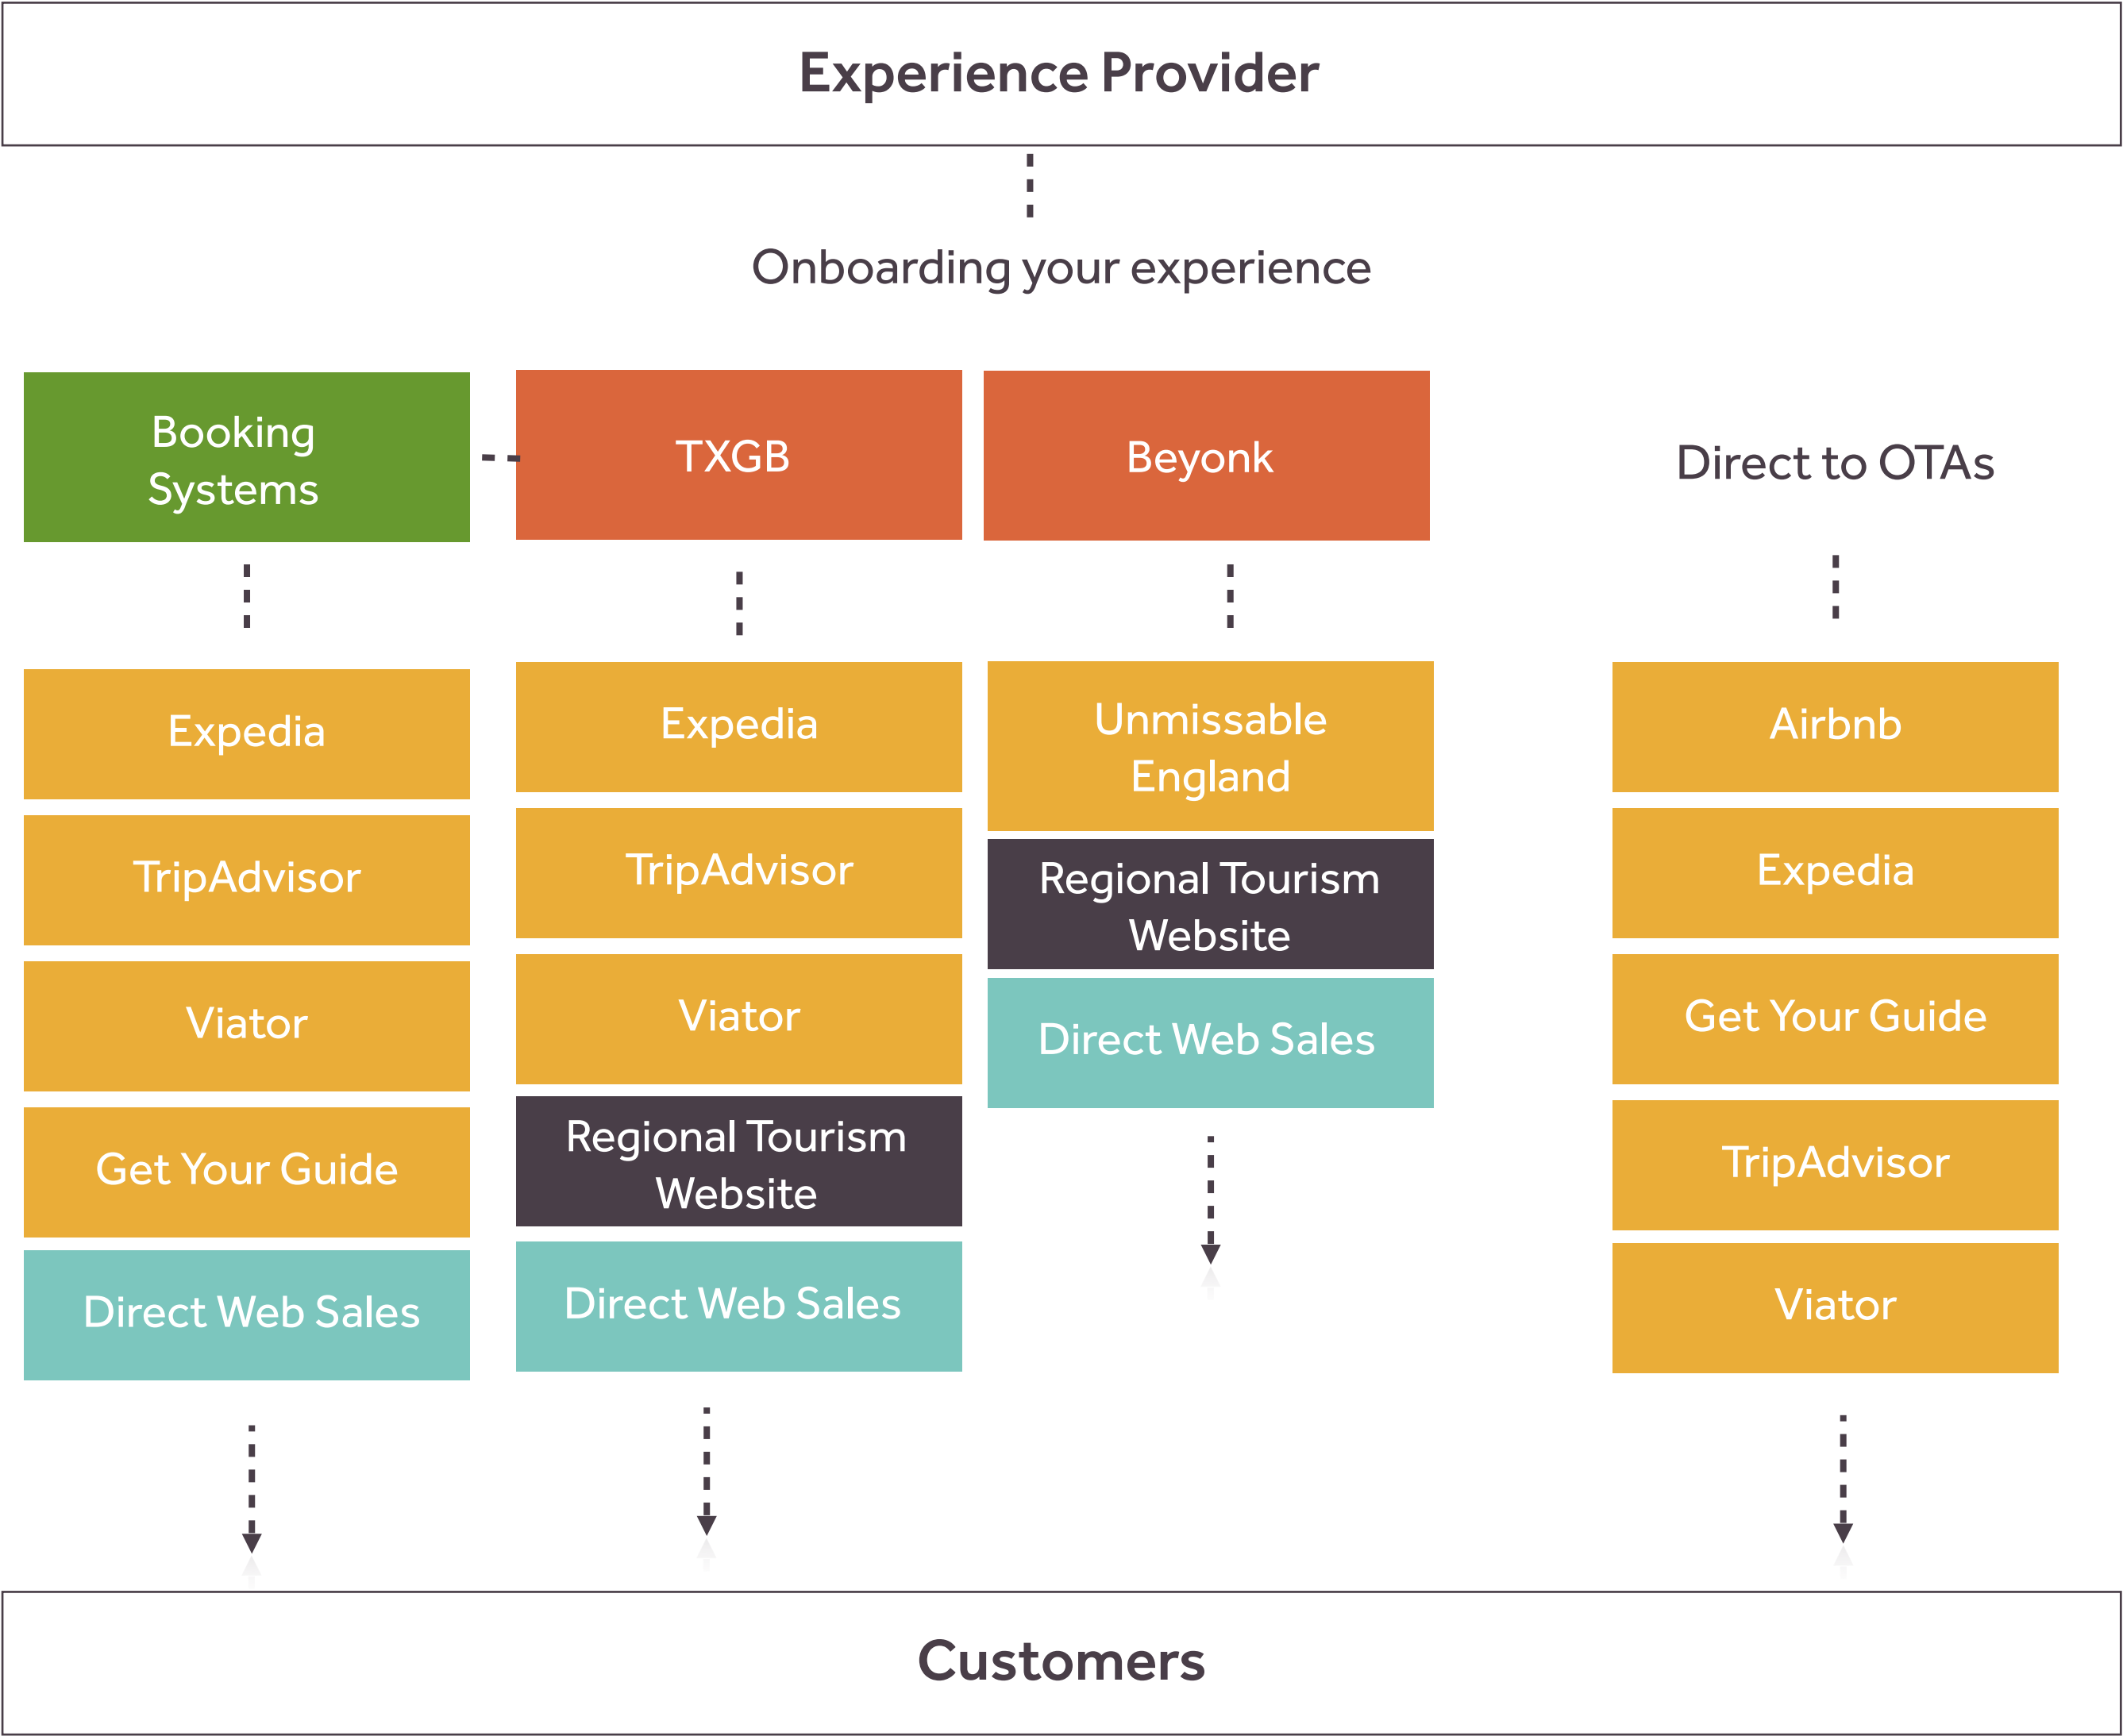 Experience Provider
Onboarding your experience
Booking
Systems
TXGB
Beyonk
Direct to OTAs
Expedia
TripAdvisor
Viator
Get Your Guide
Direct Web Sales
Expedia
TripAdvisor
Viator
Regional Tourism
Website
Direct Web Sales
Unmissable
England
Regional Tourism
Website
Direct Web Sales
Airbnb
Expedia
Get Your Guide
TripAdvisor
Viator
Customers